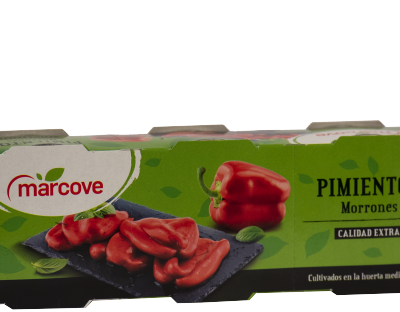 marcove
PIMIENTO
Morrones
CALIDAD EXTRA
Cultivados en la huerta medi